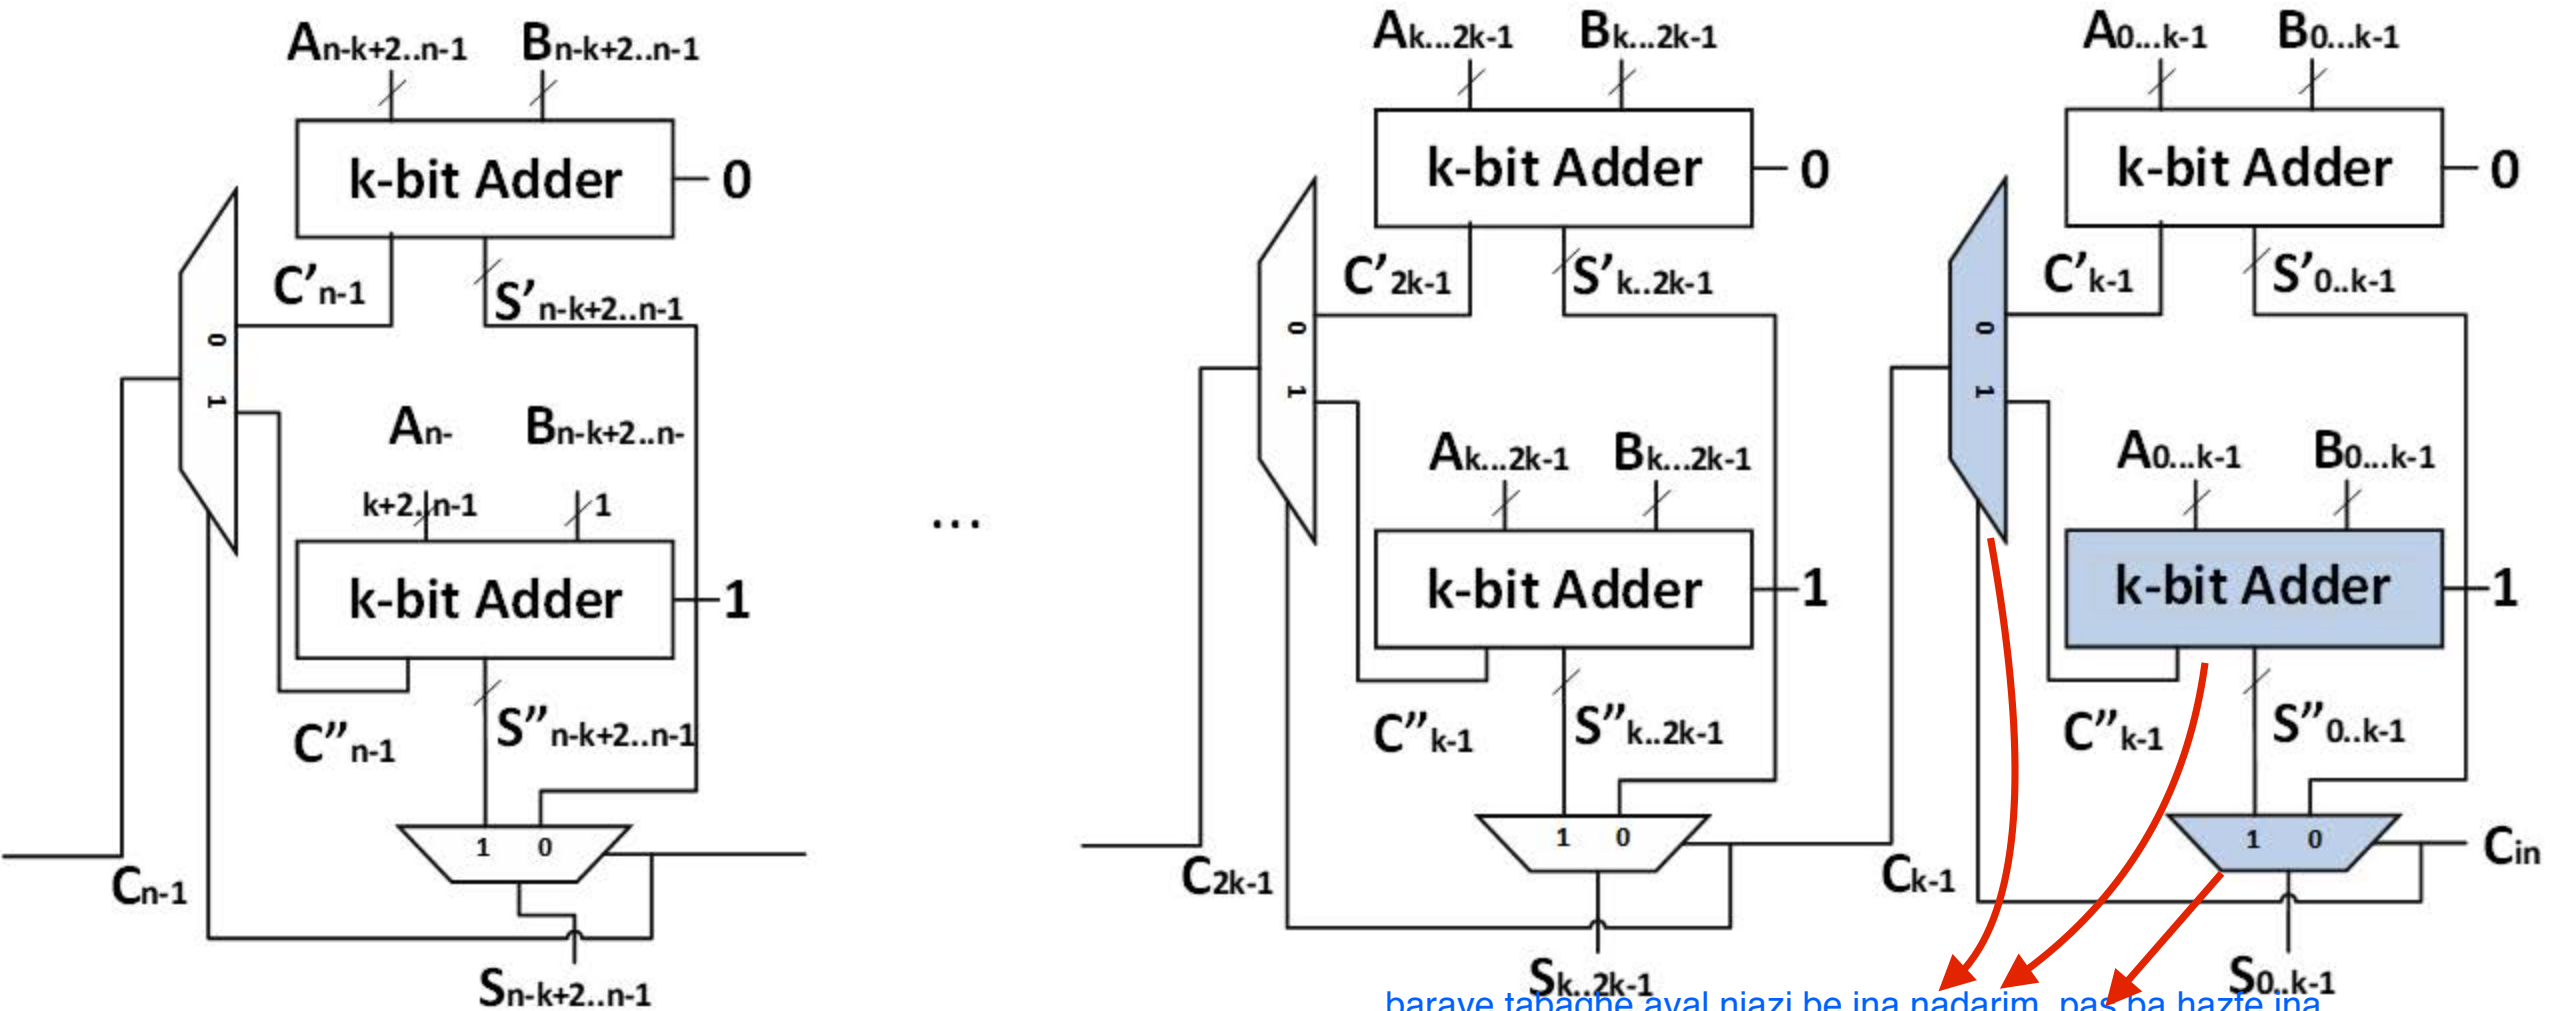 An-k+2..n-1 Bn-k+2..n-1
k-bit Adder 0
C'n-1 S'n-k+2..n-1
0
1
An- Bn-k+2..n-
k+2..n-1 1
k-bit Adder 1
C''n-1 S''n-k+2..n-1
1 0
Cn-1
Sn-k+2..n-1
...
Ak...2k-1 Bk...2k-1
k-bit Adder 0
C'2k-1 S'k..2k-1
0
1
Ak...2k-1 Bk...2k-1
k-bit Adder 1
C''k-1 S''k..2k-1
1 0
C2k-1
Sk..2k-1
A0...k-1 B0...k-1
k-bit Adder 0
C'k-1 S'0..k-1
0
1
A0...k-1 B0...k-1
k-bit Adder 1
C''k-1 S''0..k-1
1 0 Cin
Ck-1
S0..k-1
baraye tabaghe aval niazi be ina nadarim, pas ba hazfe ina